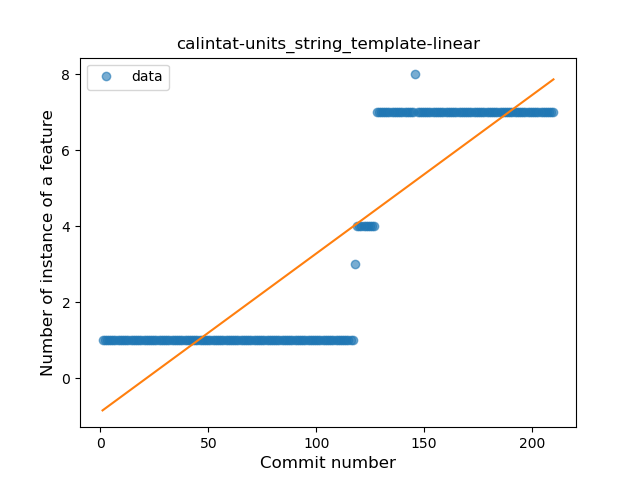 calintat-units_string_template-linear
data
Number of instance of a feature
8
6
4
2
0
0
50
100
150
200
Commit number